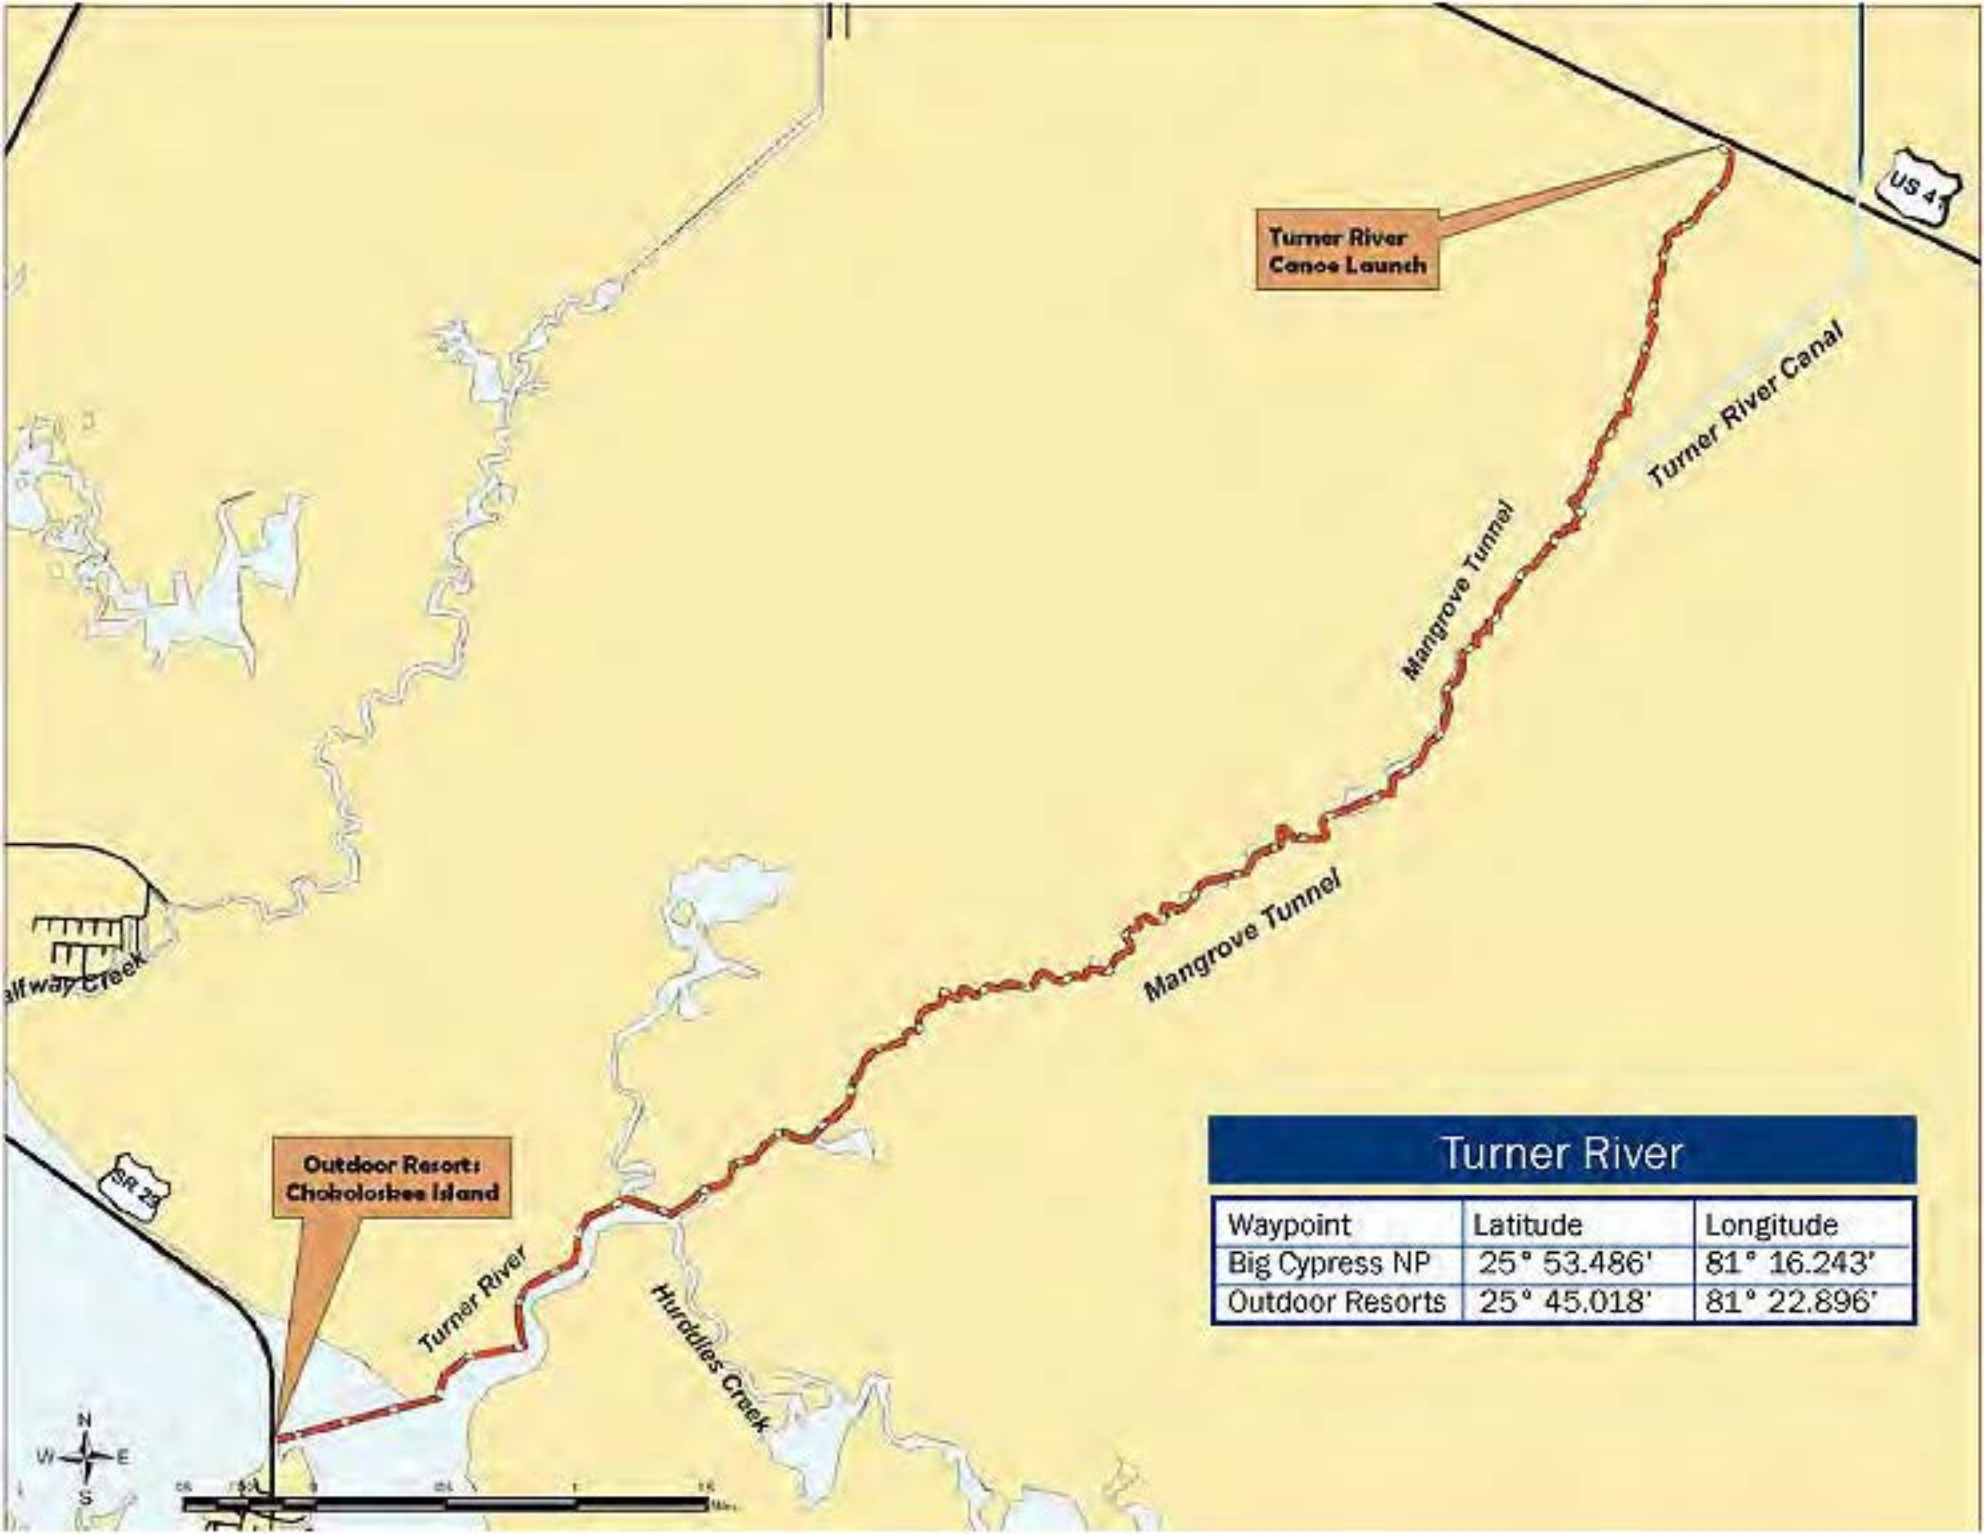 US 41
Turner River
Canoe Launch
Turner River Canal
Mangrove Tunnel
Mangrove Tunnel
alfway Creek
SR 29
Outdoor Resorts
Chokoloskee Island
Turner River
Hurddles Creek
Turner River
Waypoint Latitude Longitude
Big Cypress NP 25° 53.486' 81° 16.243'
Outdoor Resorts 25° 45.018' 81° 22.896'
N
W E
S
0 1